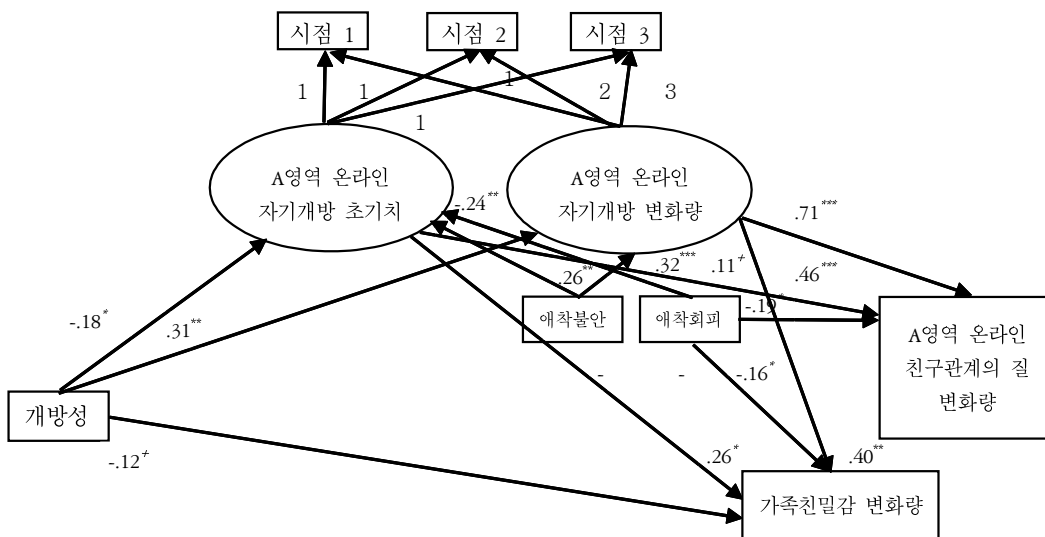 시점 1
시점 2
시점 3
1
1
1
2
3
1
A영역 온라인
자기개방 초기치
A영역 온라인
자기개방 변화량
-.24**
.71***
.26**
.32***
.11+
.46***
-.19*
애착불안
애착회피
-.18*
.31**
A영역 온라인
친구관계의 질
변화량
-
-
-.16*
개방성
-.12+
.26*
.40**
가족친밀감 변화량